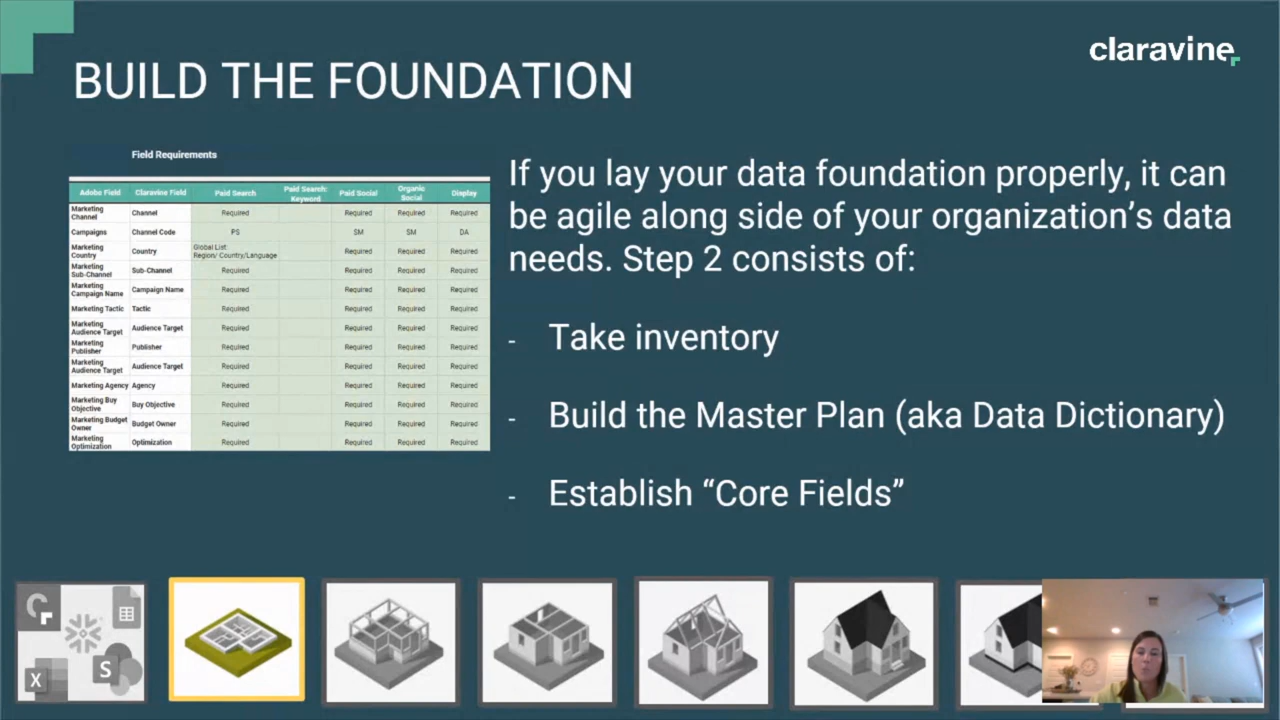 claravine
BUILD THE FOUNDATION
Field Requirements
Adobe Field Claravine Field Paid Search Paid Search: Keyword Paid Social Organic Social Display
Marketing Channel Channel Required Required Required Required
Campaigns Channel Code PS SM SM DA
Marketing Country Country Global List: Region/ Country/Language Required Required Required
Marketing Sub-Channel Sub-Channel Required Required Required Required
Marketing Campaign Name Campaign Name Required Required Required Required
Marketing Tactic Tactic Required Required Required Required
Marketing Audience Target Audience Target Required Required Required Required
Marketing Publisher Publisher Required Required Required Required
Marketing Audience Target Audience Target Required Required Required Required
Marketing Agency Agency Required Required Required Required
Marketing Buy Objective Buy Objective Required Required Required Required
Marketing Budget Owner Budget Owner Required Required Required Required
Marketing Optimization Optimization Required Required Required Required
If you lay your data foundation properly, it can
be agile along side of your organization’s data
needs. Step 2 consists of:
- Take inventory
- Build the Master Plan (aka Data Dictionary)
- Establish “Core Fields”
X
S